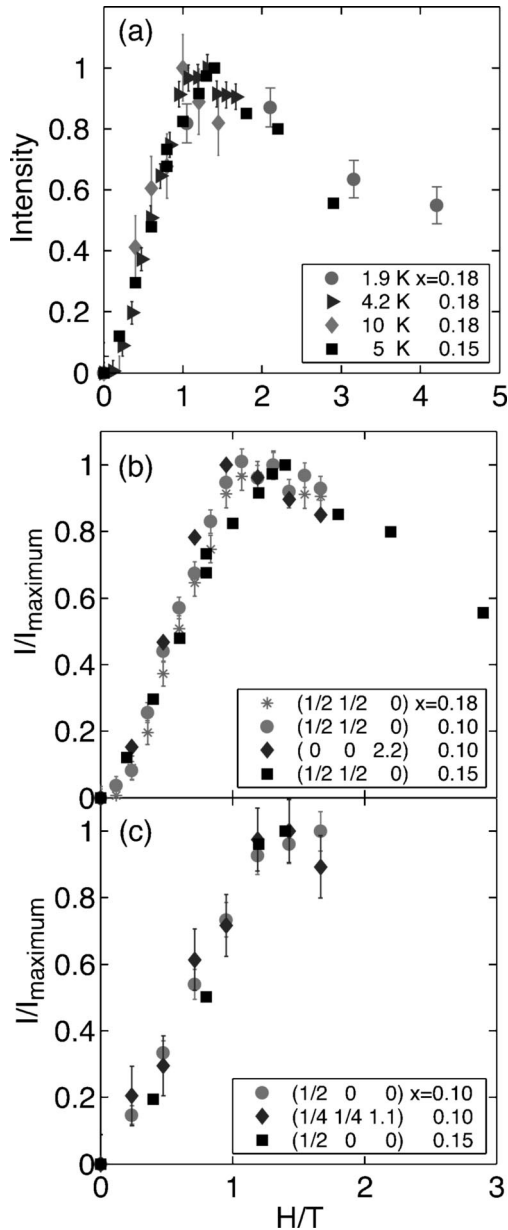 (a)
Intensity
1
0.8
0.6
0.4
0.2
0
1.9 K x=0.18
4.2 K 0.18
10 K 0.18
5 K 0.15
0 1 2 3 4 5
(b)
I/Imaximum
1
0.8
0.6
0.4
0.2
0
(1/2 1/2 0) x=0.18
(1/2 1/2 0) 0.10
( 0 0 2.2) 0.10
(1/2 1/2 0) 0.15
(c)
I/Imaximum
1
0.8
0.6
0.4
0.2
0
(1/2 0 0) x=0.10
(1/4 1/4 1.1) 0.10
(1/2 0 0) 0.15
0 1 2 3
H/T